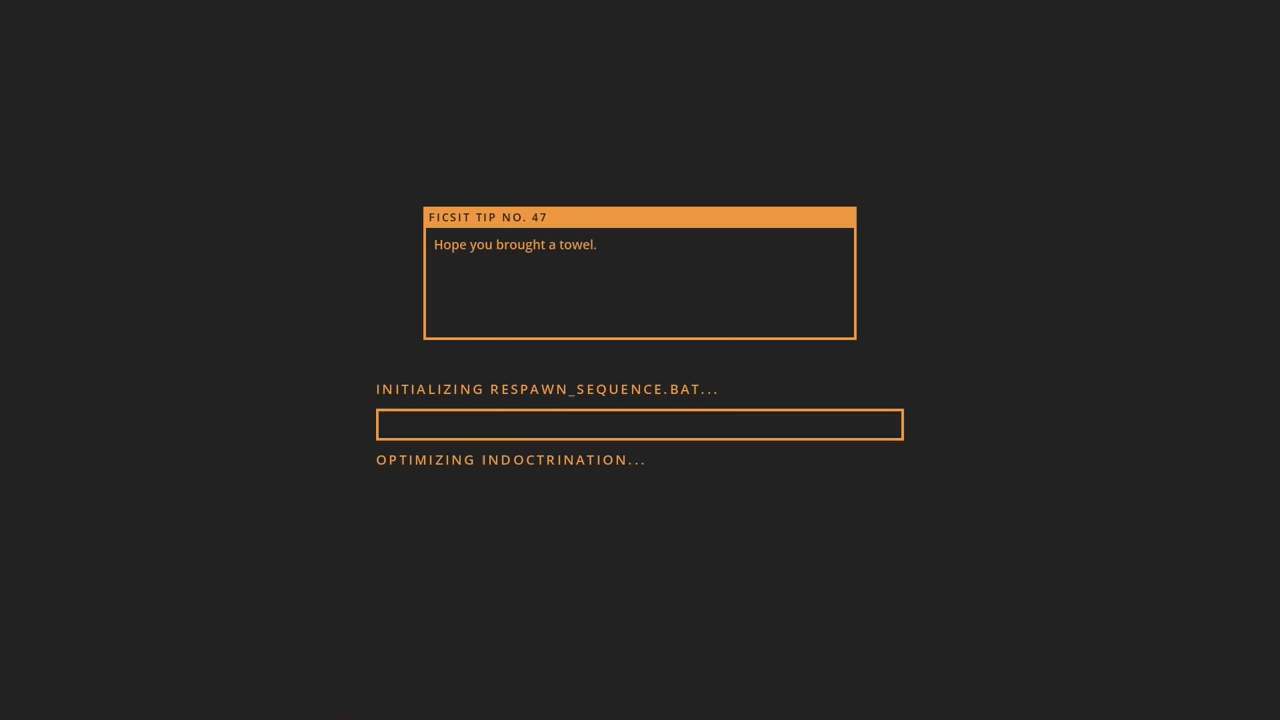 FICSIT TIP NO. 47
Hope you brought a towel.
INITIALIZING RESPAWN_SEQUENCE.BAT...
OPTIMIZING INDOCTRINATION...